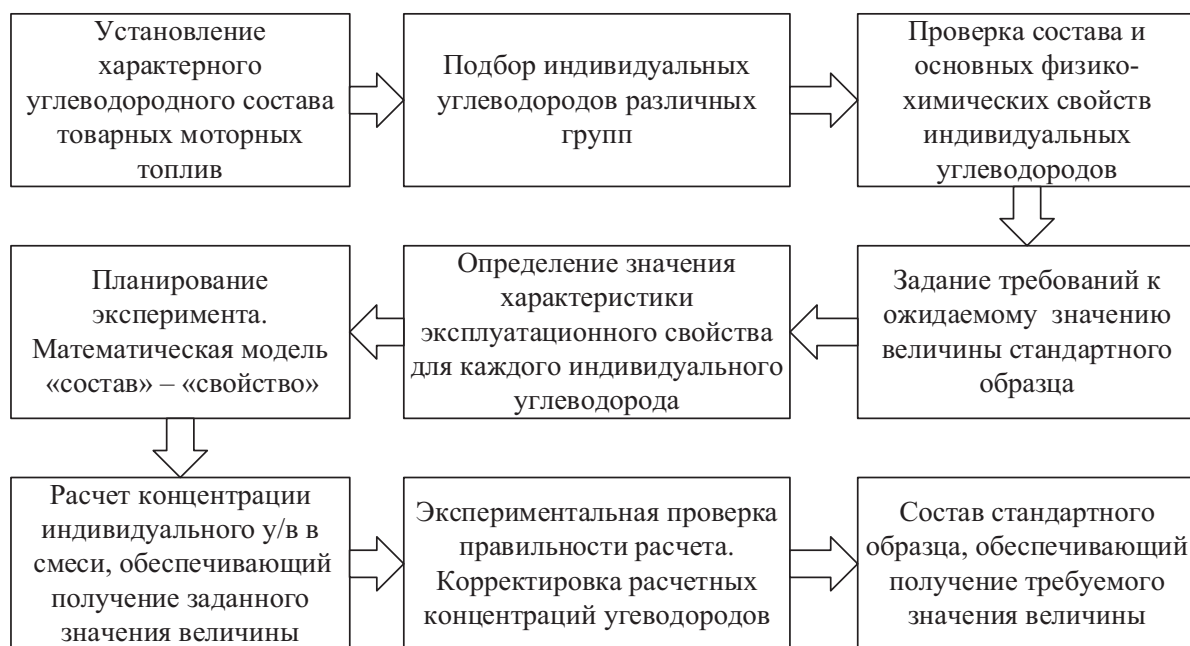 Установление
характерного
углеводородного состава
товарных моторных
топлив
Подбор индивидуальных
углеводородов различных
групп
Проверка состава и
основных физико-
химических свойств
индивидуальных
углеводородов
Задание требований к
ожидаемому значению
величины стандартного
образца
Определение значения
характеристики
эксплуатационного свойства
для каждого индивидуального
углеводорода
Планирование
эксперимента.
Математическая модель
«состав» – «свойство»
Расчет концентрации
индивидуального у/в в
смеси, обеспечивающий
получение заданного
значения величины
Экспериментальная проверка
правильности расчета.
Корректировка расчетных
концентраций угеводородов
Состав стандартного
образца, обеспечивающий
получение требуемого
значения величины